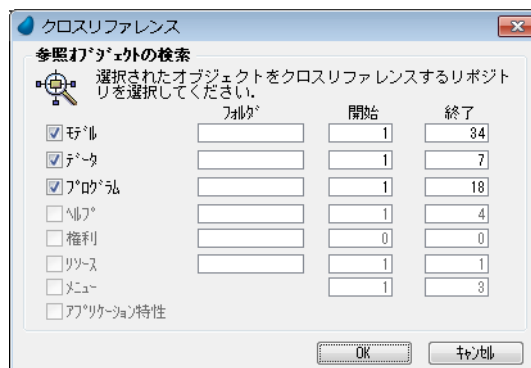 クロスリファレンス
参照ｵﾌﾞｼﾞｪｸﾄの検索
選択されたオブジェクトをクロスリファレンスするリポジト
リを選択してください.
ﾌｫﾙﾀﾞ 開始 終了
ﾓﾃﾞﾙ 1 34
ﾃﾞｰﾀ 1 7
ﾌﾟﾛｸﾞﾗﾑ 1 18
ﾍﾙﾌﾟ 1 4
権利 0 0
ﾘｿｰｽ 1 1
ﾒﾆｭｰ 1 3
ｱﾌﾟﾘｹｰｼｮﾝ特性
OK ｷｬﾝｾﾙ